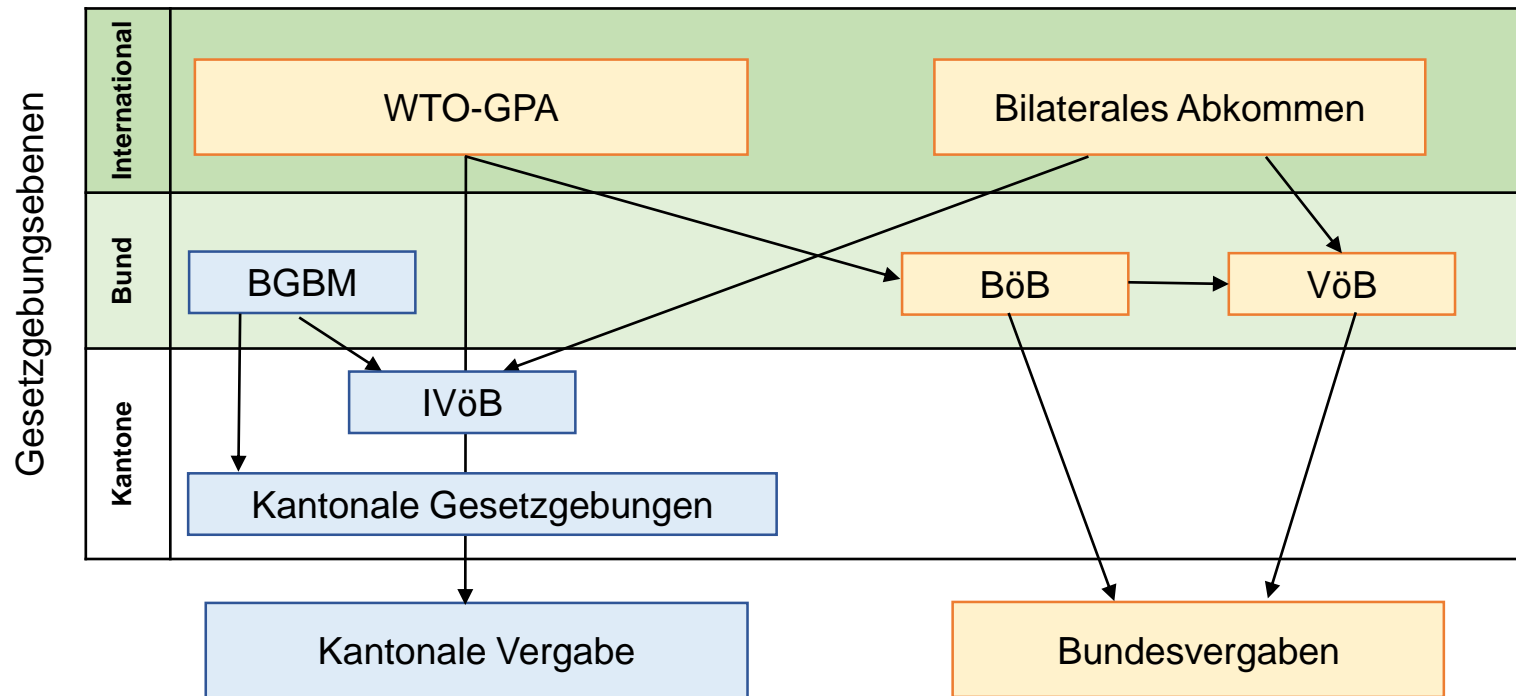 Gesetzgebungsebenen
International
WTO-GPA
Bilaterales Abkommen
Bund
BGBM
BöB
VöB
Kantone
IVöB
Kantonale Gesetzgebungen
Kantonale Vergabe
Bundesvergaben